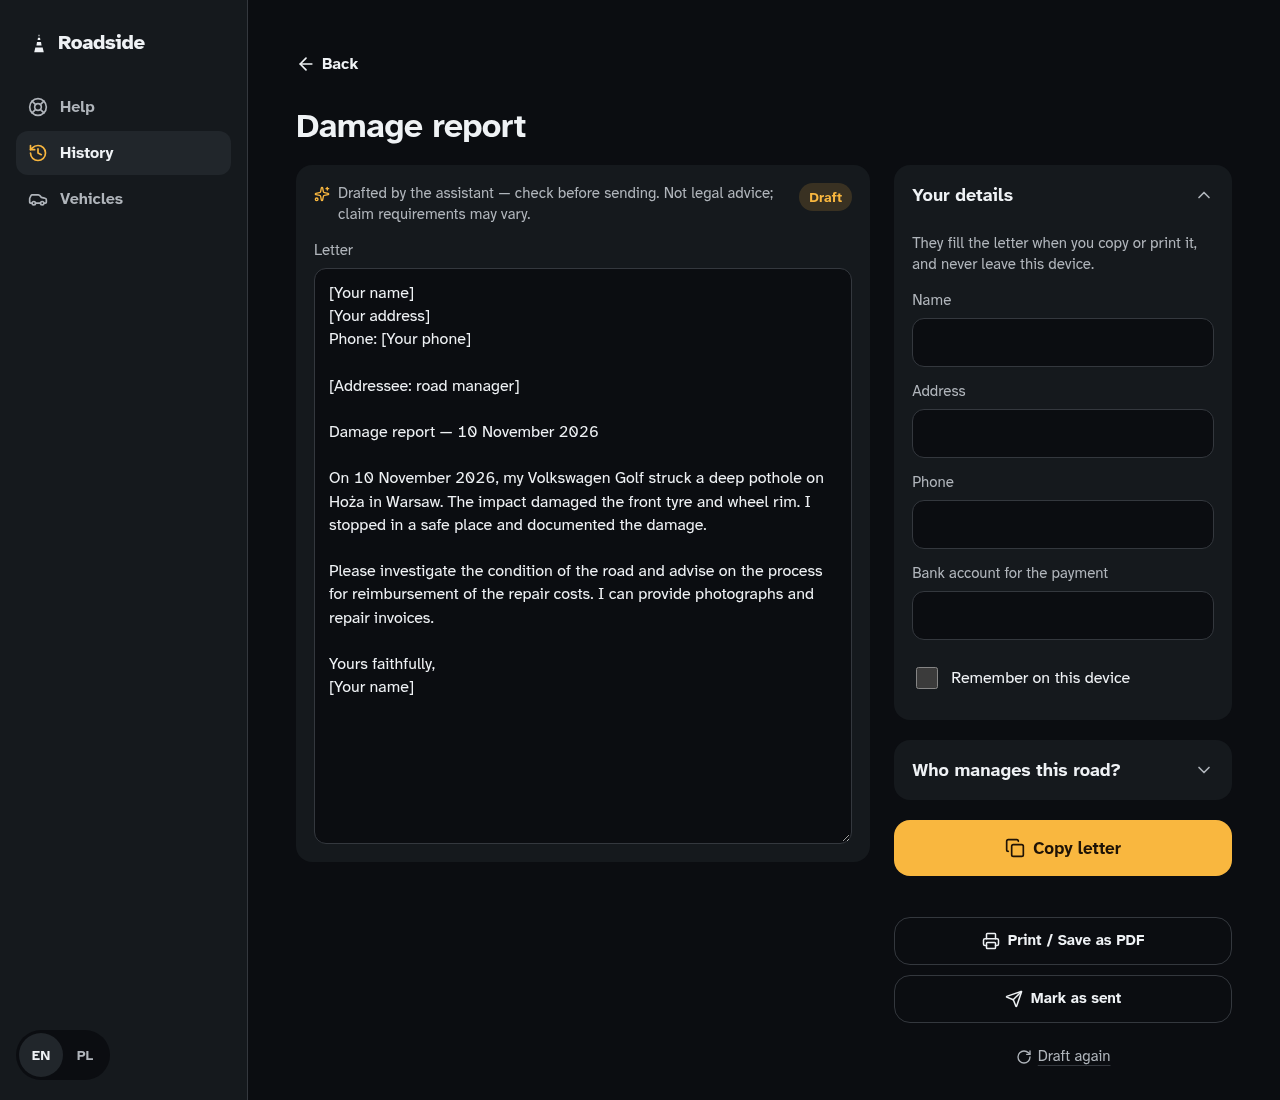 Roadside
Help
History
Vehicles
EN
PL
Back
Damage report
Drafted by the assistant — check before sending. Not legal advice;
claim requirements may vary.
Draft
Letter
[Your name]
[Your address]
Phone: [Your phone]
[Addressee: road manager]
Damage report — 10 November 2026
On 10 November 2026, my Volkswagen Golf struck a deep pothole on
Hoża in Warsaw. The impact damaged the front tyre and wheel rim. I
stopped in a safe place and documented the damage.
Please investigate the condition of the road and advise on the process
for reimbursement of the repair costs. I can provide photographs and
repair invoices.
Yours faithfully,
[Your name]
Your details
They fill the letter when you copy or print it,
and never leave this device.
Name
Address
Phone
Bank account for the payment
Remember on this device
Who manages this road?
Copy letter
Print / Save as PDF
Mark as sent
Draft again